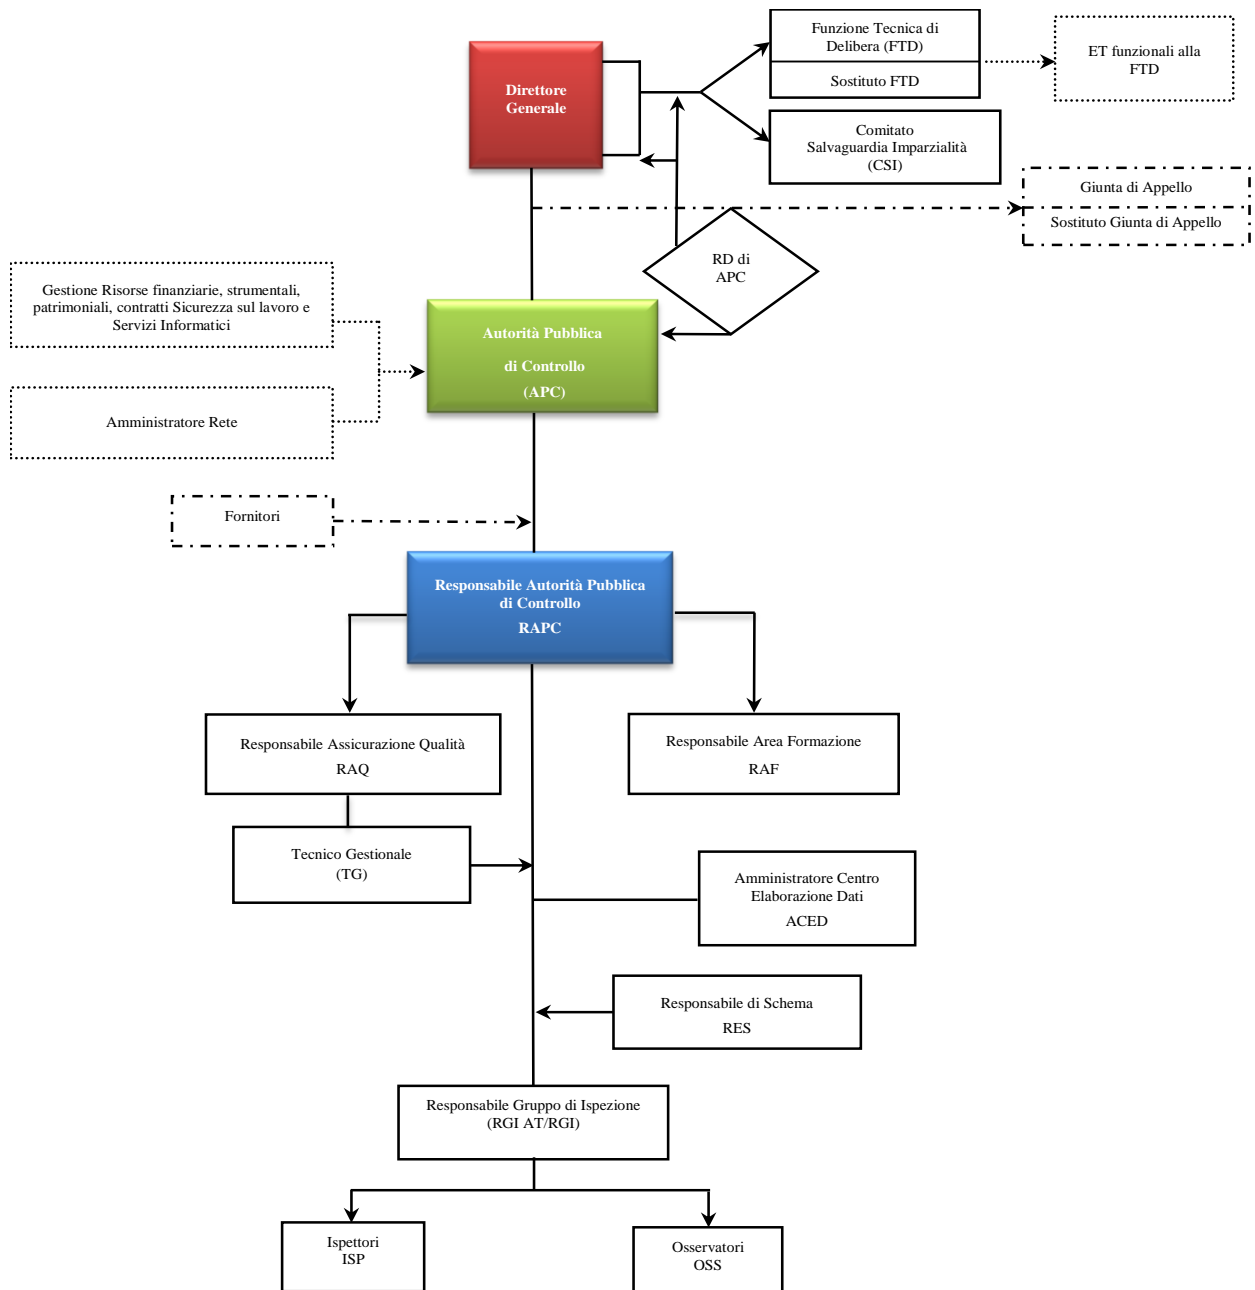 Funzione Tecnica di
Delibera (FTD)
Sostituto FTD
ET funzionali alla
FTD
Direttore
Generale
Comitato
Salvaguardia Imparzialità
(CSI)
Giunta di Appello
Sostituto Giunta di Appello
RD di
APC
Gestione Risorse finanziarie, strumentali,
patrimoniali, contratti Sicurezza sul lavoro e
Servizi Informatici
Autorità Pubblica
di Controllo
(APC)
Amministratore Rete
Fornitori
Responsabile Autorità Pubblica
di Controllo
RAPC
Responsabile Assicurazione Qualità
RAQ
Responsabile Area Formazione
RAF
Tecnico Gestionale
(TG)
Amministratore Centro
Elaborazione Dati
ACED
Responsabile di Schema
RES
Responsabile Gruppo di Ispezione
(RGI AT/RGI)
Ispettori
ISP
Osservatori
OSS